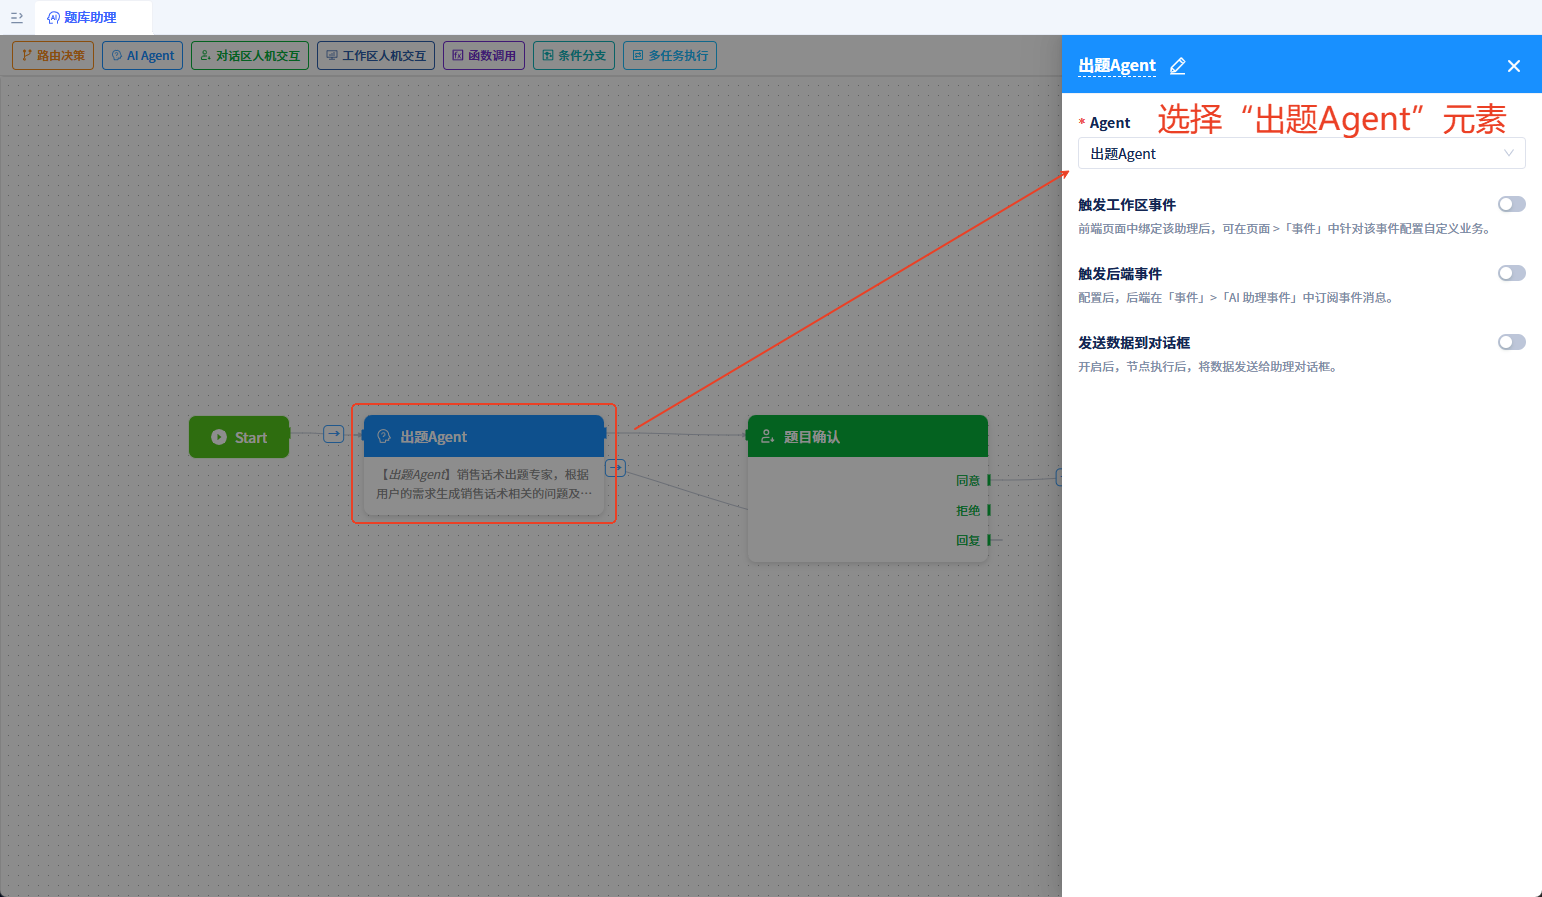 题库助理
路由决策
AI Agent
对话区人机交互
工作区人机交互
函数调用
条件分支
多任务执行
出题Agent
* Agent
选择“出题Agent”元素
出题Agent
触发工作区事件
前端页面中绑定该助理后，可在页面 >「事件」中针对该事件配置自定义业务。
触发后端事件
配置后，后端在「事件」>「AI 助理事件」中订阅事件消息。
发送数据到对话框
开启后，节点执行后，将数据发送给助理对话框。
Start
出题Agent
【出题Agent】销售话术出题专家，根据
用户的需求生成销售话术相关的问题及…
题目确认
同意
拒绝
回复